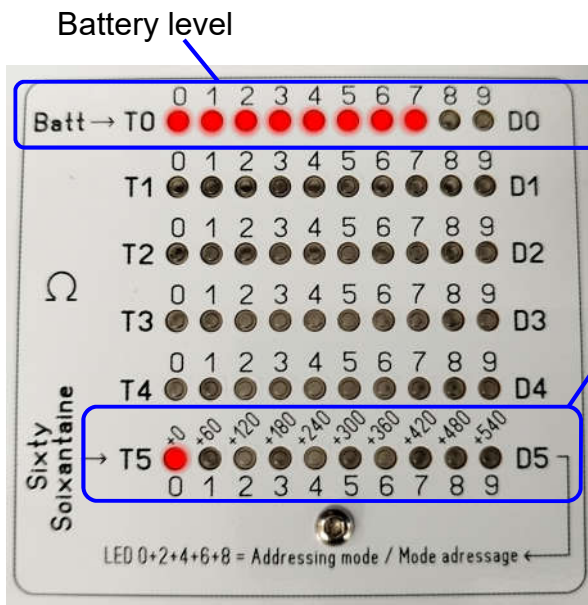 Battery level
0 1 2 3 4 5 6 7 8 9
Batt → T0 D0
0 1 2 3 4 5 6 7 8 9
T1 D1
0 1 2 3 4 5 6 7 8 9
T2 D2
Ω
0 1 2 3 4 5 6 7 8 9
T3 D3
0 1 2 3 4 5 6 7 8 9
T4 D4
+0 +60 +120 +180 +240 +300 +360 +420 +480 +540
→ T5 D5
0 1 2 3 4 5 6 7 8 9
Sixty
Soixantaine
LED 0+2+4+6+8 = Addressing mode / Mode adressage ←